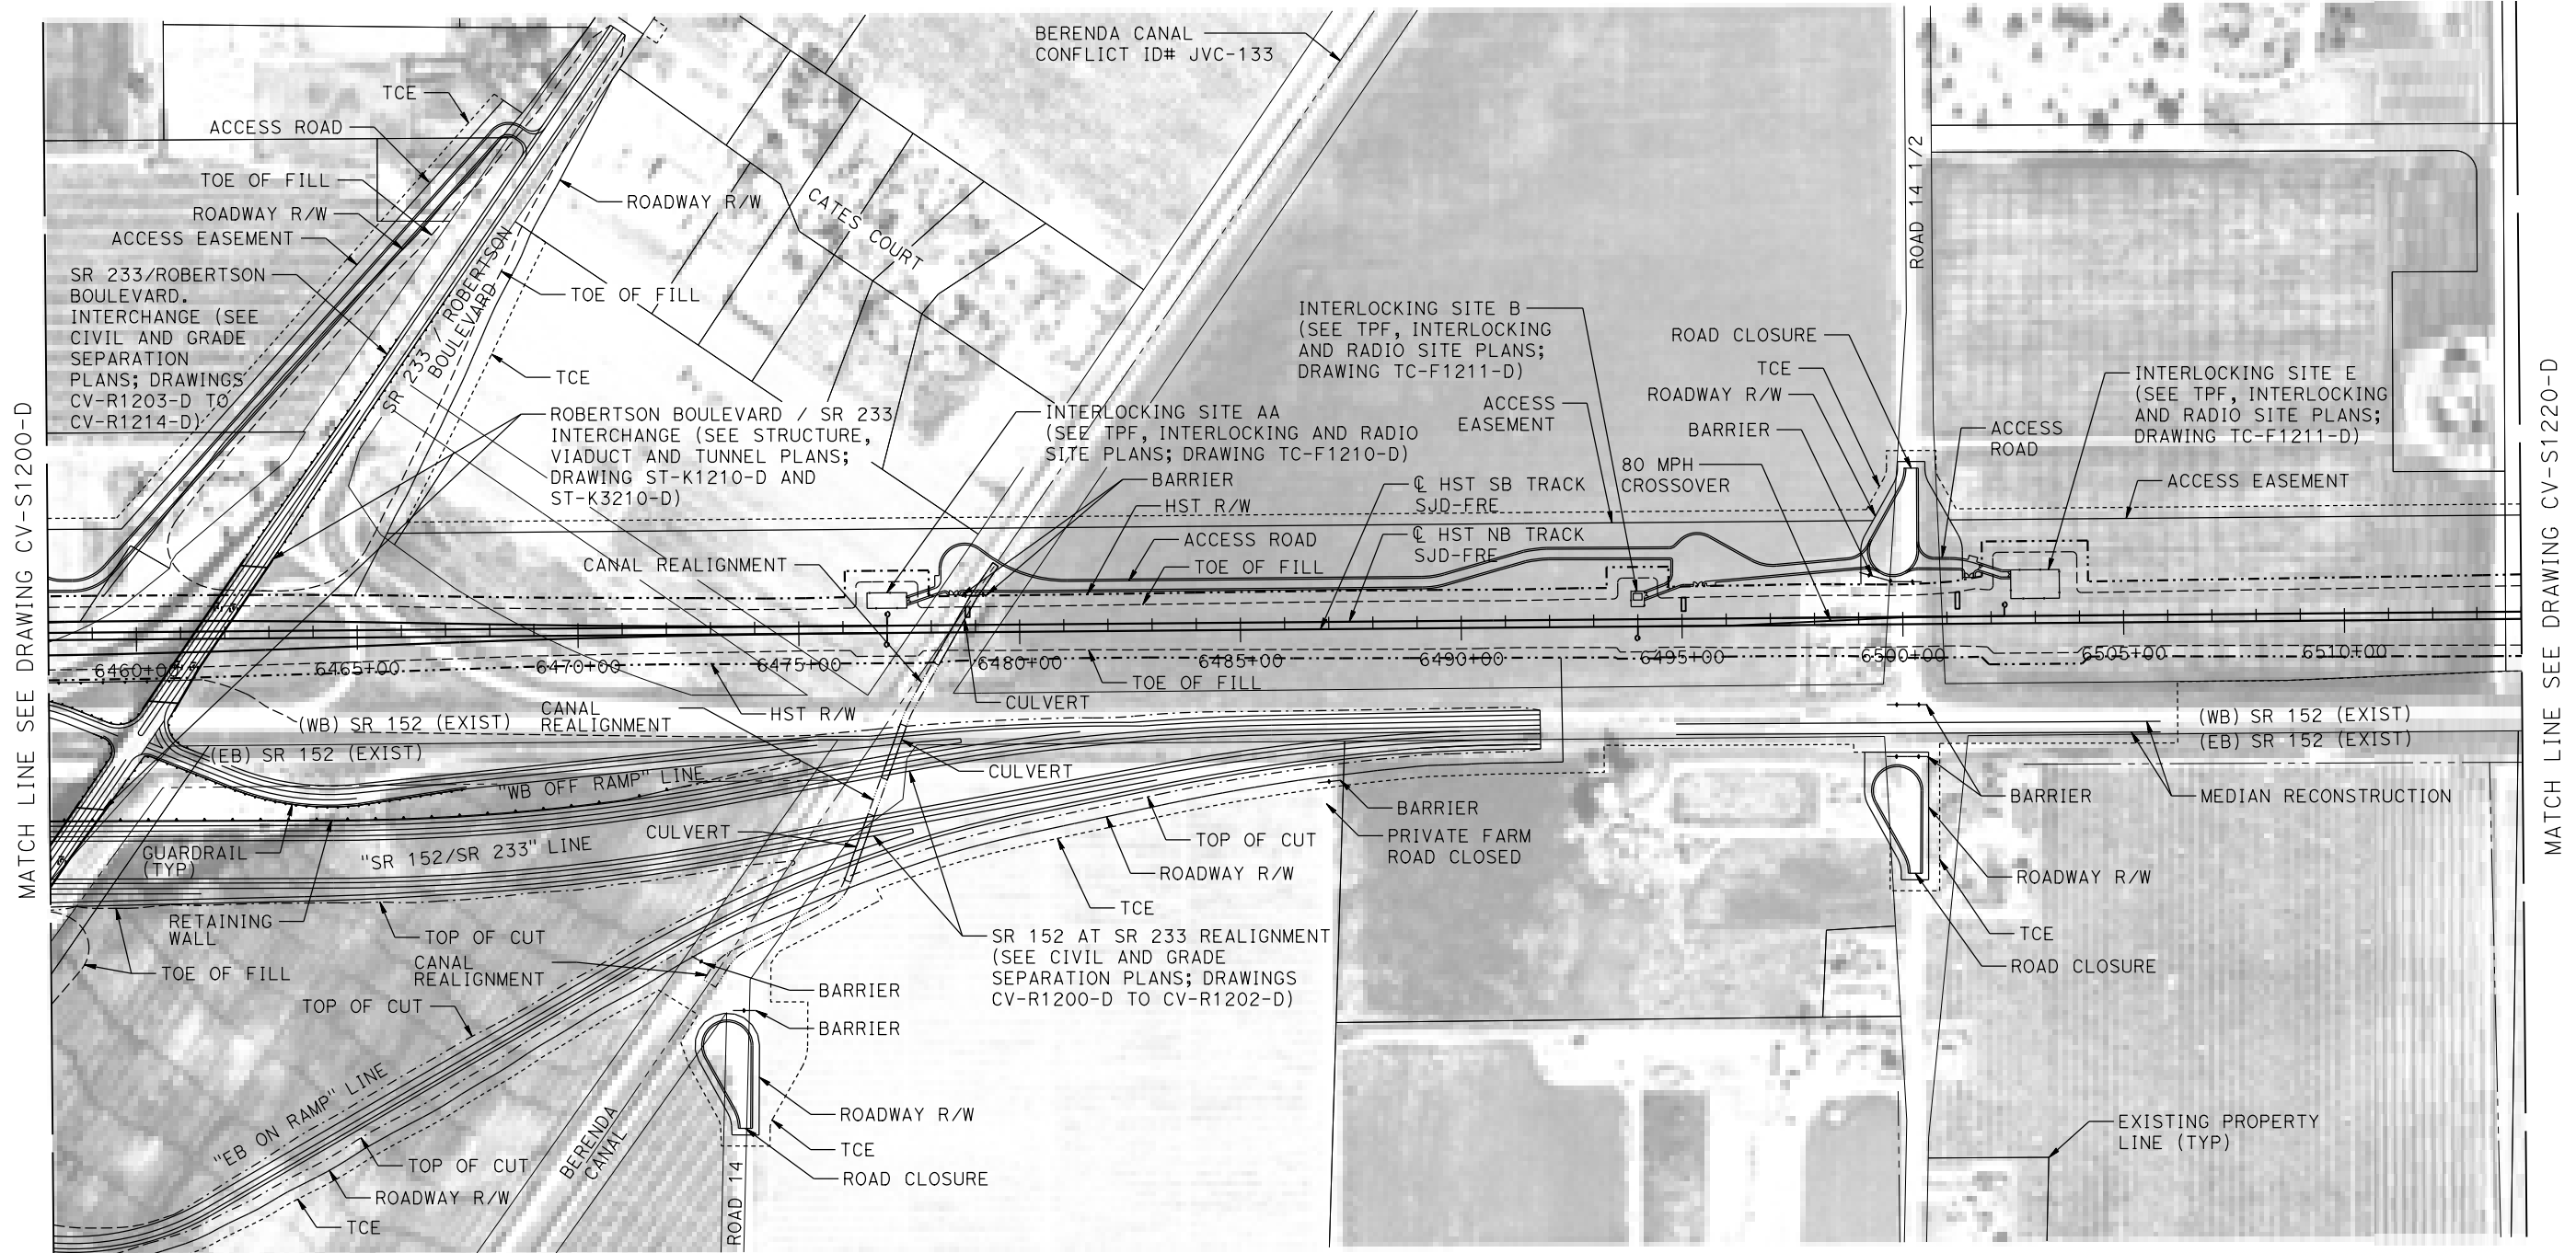 BERENDA CANAL
CONFLICT ID# JVC-133
TCE
ACCESS ROAD
TOE OF FILL
ROADWAY R/W
ACCESS EASEMENT
SR 233/ROBERTSON
BOULEVARD.
INTERCHANGE (SEE
CIVIL AND GRADE
SEPARATION
PLANS; DRAWINGS
CV-R1203-D TO
CV-R1214-D)
ROADWAY R/W
CATES COURT
SR 233 / ROBERTSON
BOULEVARD
TOE OF FILL
TCE
ROBERTSON BOULEVARD / SR 233
INTERCHANGE (SEE STRUCTURE,
VIADUCT AND TUNNEL PLANS;
DRAWING ST-K1210-D AND
ST-K3210-D)
INTERLOCKING SITE AA
(SEE TPF, INTERLOCKING AND RADIO
SITE PLANS; DRAWING TC-F1210-D)
INTERLOCKING SITE B
(SEE TPF, INTERLOCKING
AND RADIO SITE PLANS;
DRAWING TC-F1211-D)
ACCESS
EASEMENT
ROAD 14 1/2
ROAD CLOSURE
TCE
ROADWAY R/W
BARRIER
80 MPH
CROSSOVER
ACCESS
ROAD
INTERLOCKING SITE E
(SEE TPF, INTERLOCKING
AND RADIO SITE PLANS;
DRAWING TC-F1211-D)
ACCESS EASEMENT
BARRIER
HST R/W
ACCESS ROAD
TOE OF FILL
℄ HST SB TRACK
SJD-FRE
℄ HST NB TRACK
SJD-FRE
CANAL REALIGNMENT
MATCH LINE SEE DRAWING CV-S1200-D
MATCH LINE SEE DRAWING CV-S1220-D
6460+00
6465+00
6470+00
6475+00
6480+00
6485+00
6490+00
6495+00
6500+00
6505+00
6510+00
TOE OF FILL
CULVERT
HST R/W
CANAL
REALIGNMENT
(WB) SR 152 (EXIST)
(EB) SR 152 (EXIST)
(WB) SR 152 (EXIST)
(EB) SR 152 (EXIST)
"WB OFF RAMP" LINE
CULVERT
BARRIER
MEDIAN RECONSTRUCTION
BARRIER
PRIVATE FARM
ROAD CLOSED
CULVERT
TOP OF CUT
ROADWAY R/W
TCE
GUARDRAIL
(TYP)
"SR 152/SR 233" LINE
ROADWAY R/W
TCE
ROAD CLOSURE
RETAINING
WALL
TOE OF FILL
TOP OF CUT
CANAL
REALIGNMENT
SR 152 AT SR 233 REALIGNMENT
(SEE CIVIL AND GRADE
SEPARATION PLANS; DRAWINGS
CV-R1200-D TO CV-R1202-D)
TOP OF CUT
BARRIER
BARRIER
"EB ON RAMP" LINE
TOP OF CUT
ROADWAY R/W
TCE
BERENDA
CANAL
ROAD 14
ROADWAY R/W
TCE
ROAD CLOSURE
EXISTING PROPERTY
LINE (TYP)